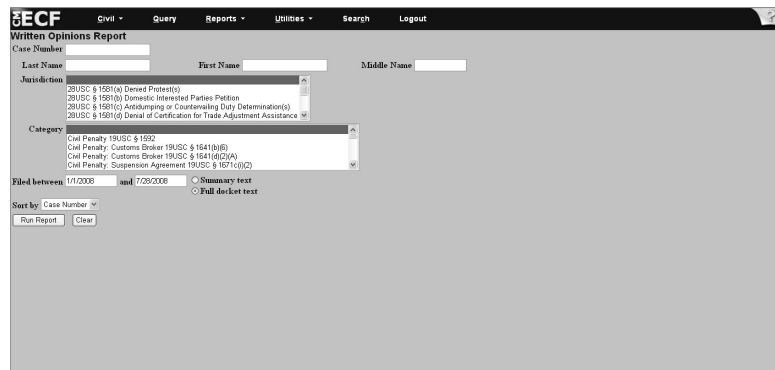 CM ECF Civil Query Reports Utilities Search Logout ?
Written Opinions Report
Case Number
Last Name First Name Middle Name
Jurisdiction
28USC § 1581(a) Denied Protest(s)
28USC § 1581(b) Domestic Interested Parties Petition
28USC § 1581(c) Antidumping or Countervailing Duty Determination(s)
28USC § 1581(d) Denial of Certification for Trade Adjustment Assistance
Category
Civil Penalty 19USC § 1592
Civil Penalty: Customs Broker 19USC § 1641(b)(6)
Civil Penalty: Customs Broker 19USC § 1641(d)(2)(A)
Civil Penalty: Suspension Agreement 19USC § 1671c(i)(2)
Filed between 1/1/2008 and 7/28/2008 Summary text
Full docket text
Sort by Case Number
Run Report Clear